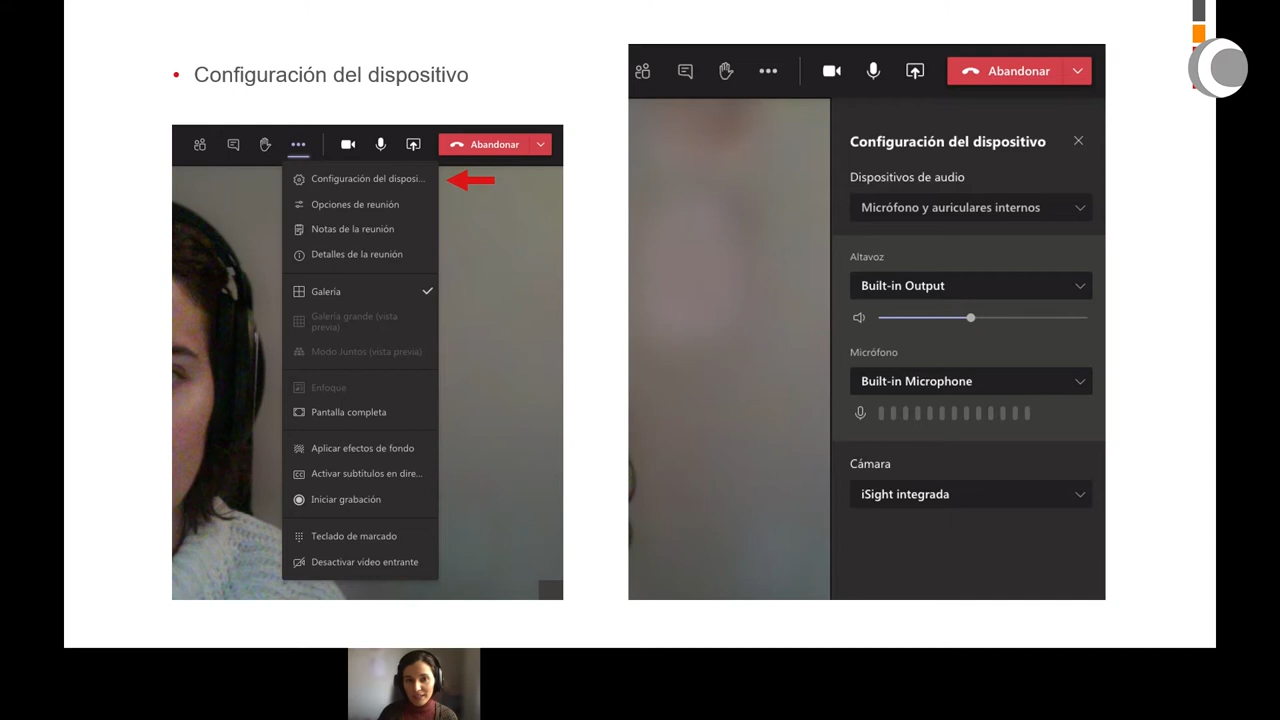 • Configuración del dispositivo
Abandonar
Configuración del disposi...
Opciones de reunión
Notas de la reunión
Detalles de la reunión
Galería
Galería grande (vista
previa)
Modo Juntos (vista previa)
Enfoque
Pantalla completa
Aplicar efectos de fondo
CC Activar subtítulos en dire...
Iniciar grabación
Teclado de marcado
Desactivar vídeo entrante
Abandonar
Configuración del dispositivo
Dispositivos de audio
Micrófono y auriculares internos
Altavoz
Built-in Output
Micrófono
Built-in Microphone
Cámara
iSight integrada